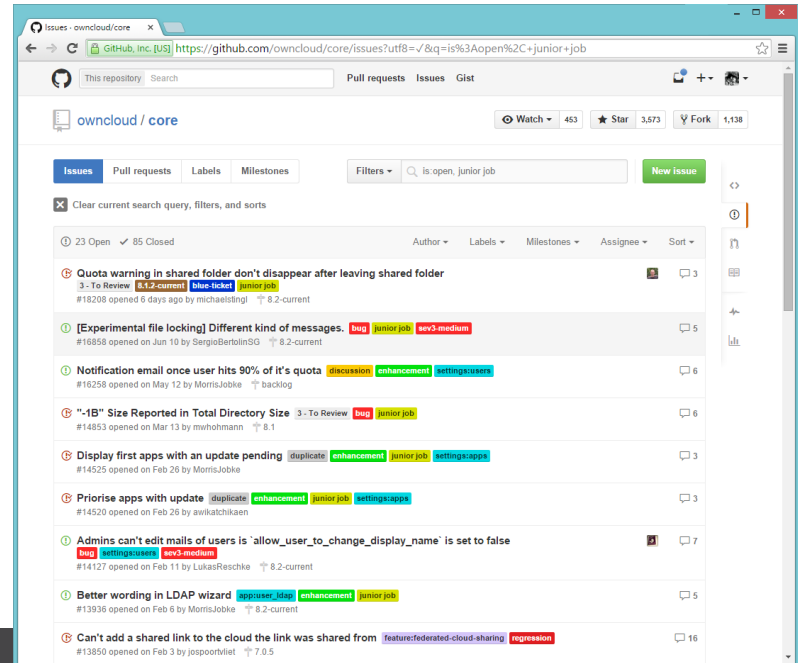 Issues - owncloud/core
GitHub, Inc. [US] https://github.com/owncloud/core/issues?utf8=✓&q=is%3Aopen%2C+junior+job
This repository Search Pull requests Issues Gist
owncloud / core Watch 453 Star 3,573 Fork 1,138
Issues Pull requests Labels Milestones Filters is:open, junior job New issue
Clear current search query, filters, and sorts
23 Open 85 Closed Author Labels Milestones Assignee Sort
Quota warning in shared folder don't disappear after leaving shared folder 3
3 - To Review 8.1.2-current blue-ticket junior job
#18208 opened 6 days ago by michaelstingl 8.2-current
[Experimental file locking] Different kind of messages. bug junior job sev3-medium 5
#16858 opened on Jun 10 by SergioBertolinSG 8.2-current
Notification email once user hits 90% of it's quota discussion enhancement settings:users 6
#16258 opened on May 12 by MorrisJobke backlog
"-1B" Size Reported in Total Directory Size 3 - To Review bug junior job 6
#14853 opened on Mar 13 by mwhohmann 8.1
Display first apps with an update pending duplicate enhancement junior job settings:apps 3
#14525 opened on Feb 26 by MorrisJobke
Priorise apps with update duplicate enhancement junior job settings:apps 3
#14520 opened on Feb 26 by awikatchikaen
Admins can't edit mails of users is `allow_user_to_change_display_name` is set to false 7
bug settings:users sev3-medium
#14127 opened on Feb 11 by LukasReschke 8.2-current
Better wording in LDAP wizard app:user_ldap enhancement junior job 5
#13936 opened on Feb 6 by MorrisJobke 8.2-current
Can't add a shared link to the cloud the link was shared from feature:federated-cloud-sharing regression 16
#13850 opened on Feb 3 by jospoortvliet 7.0.5